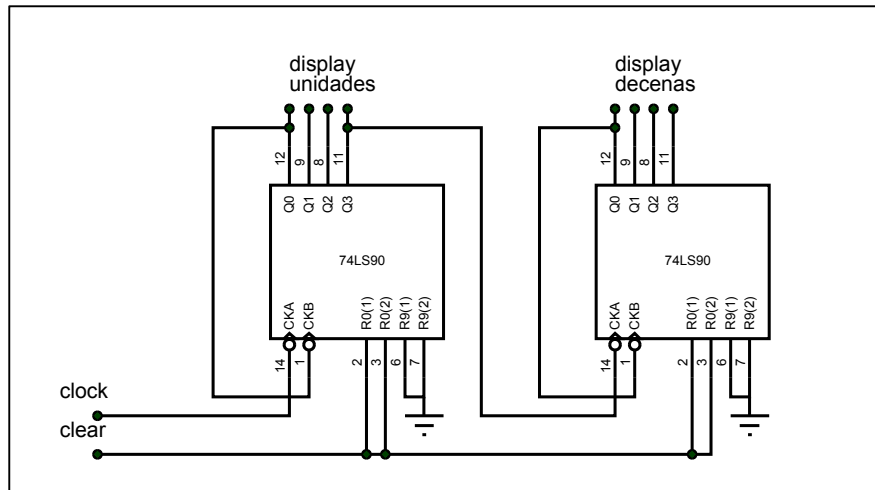 display
unidades
display
decenas
12
9
8
11
12
9
8
11
Q0
Q1
Q2
Q3
Q0
Q1
Q2
Q3
74LS90
74LS90
CKA
CKB
R0(1)
R0(2)
R9(1)
R9(2)
CKA
CKB
R0(1)
R0(2)
R9(1)
R9(2)
14
1
2
3
6
7
14
1
2
3
6
7
clock
clear